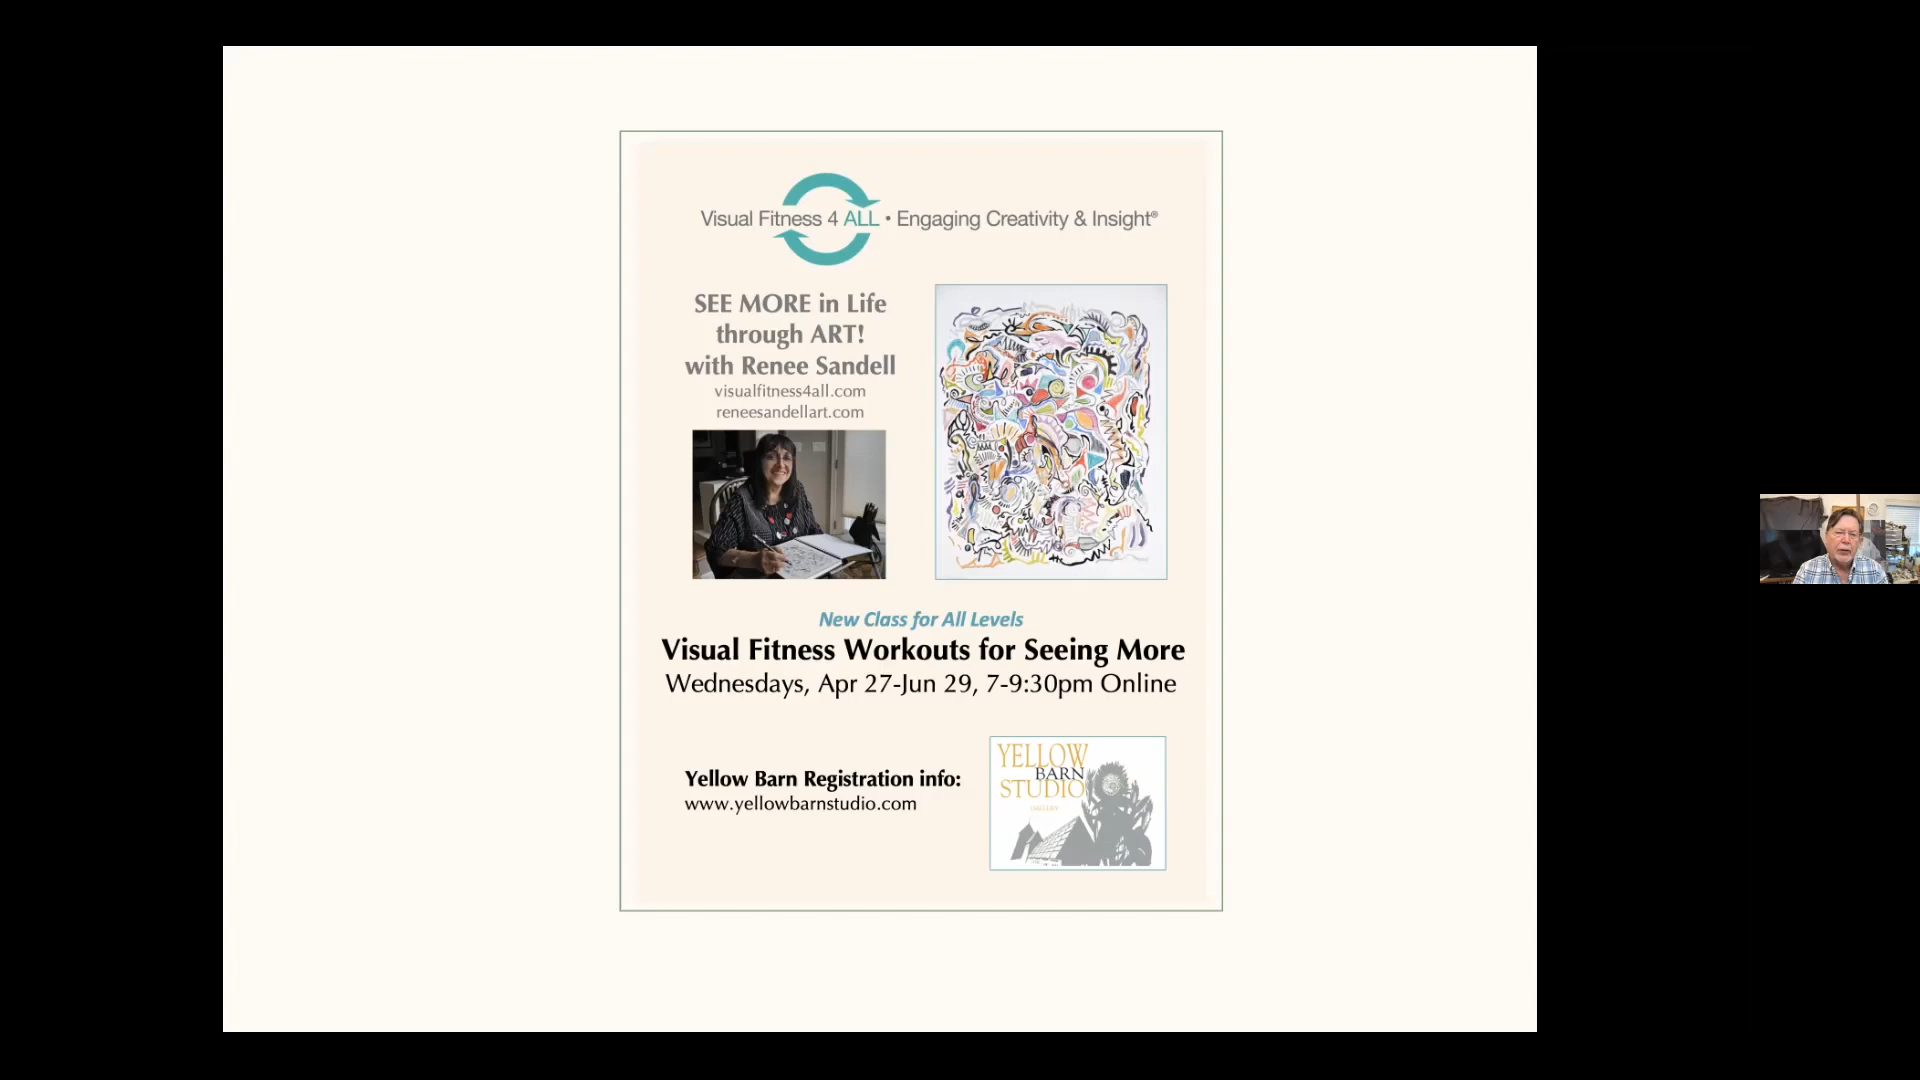 Visual Fitness 4 ALL • Engaging Creativity & Insight®
SEE MORE in Life
through ART!
with Renee Sandell
visualfitness4all.com
reneesandellart.com
New Class for All Levels
Visual Fitness Workouts for Seeing More
Wednesdays, Apr 27-Jun 29, 7-9:30pm Online
Yellow Barn Registration info:
www.yellowbarnstudio.com
YELLOW
BARN
STUDIO
GALLERY